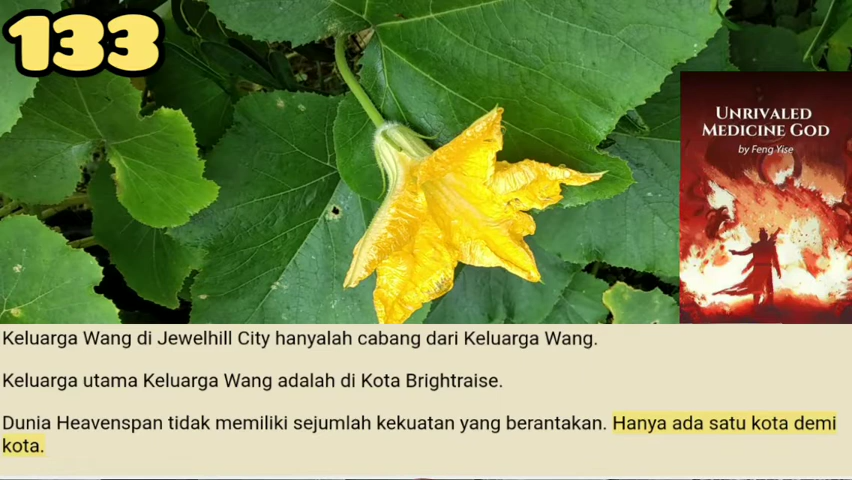 133
UNRIVALED
MEDICINE GOD
by Feng Yise
Keluarga Wang di Jewelhill City hanyalah cabang dari Keluarga Wang.
Keluarga utama Keluarga Wang adalah di Kota Brightraise.
Dunia Heavenspan tidak memiliki sejumlah kekuatan yang berantakan. Hanya ada satu kota demi
kota.